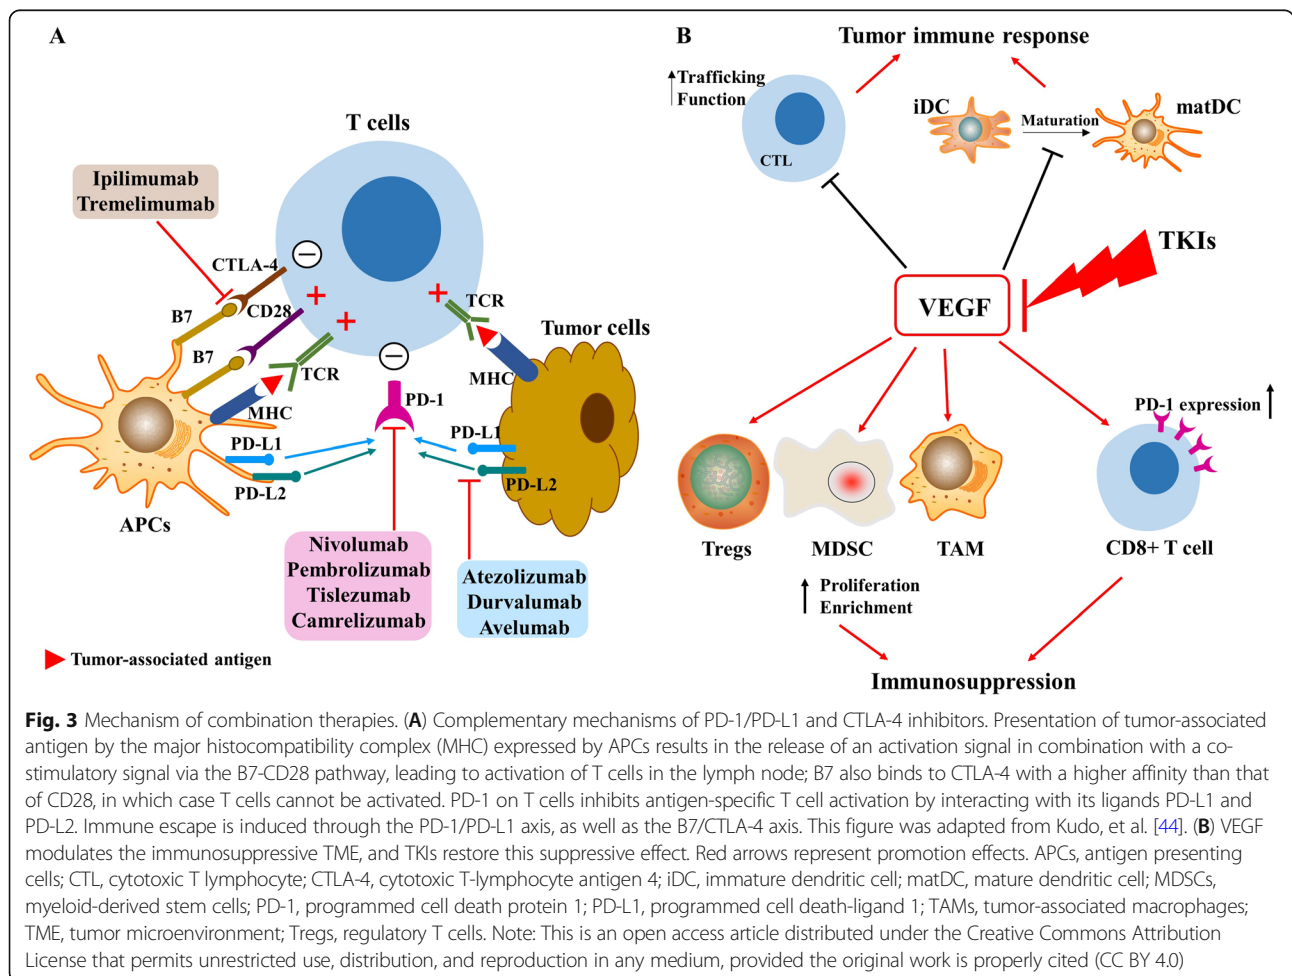 A
T cells
Ipilimumab
Tremelimumab
CTLA-4
B7
CD28
B7
TCR
MHC
TCR
MHC
Tumor cells
PD-1
PD-L1
PD-L2
PD-L1
PD-L2
APCs
Nivolumab
Pembrolizumab
Tislezumab
Camrelizumab
Atezolizumab
Durvalumab
Avelumab
Tumor-associated antigen
B
Tumor immune response
Trafficking
Function
CTL
iDC
Maturation
matDC
TKIs
VEGF
PD-1 expression
Tregs
MDSC
TAM
CD8+ T cell
Proliferation
Enrichment
Immunosuppression
Fig. 3 Mechanism of combination therapies. (A) Complementary mechanisms of PD-1/PD-L1 and CTLA-4 inhibitors. Presentation of tumor-associated
antigen by the major histocompatibility complex (MHC) expressed by APCs results in the release of an activation signal in combination with a co-
stimulatory signal via the B7-CD28 pathway, leading to activation of T cells in the lymph node; B7 also binds to CTLA-4 with a higher affinity than that
of CD28, in which case T cells cannot be activated. PD-1 on T cells inhibits antigen-specific T cell activation by interacting with its ligands PD-L1 and
PD-L2. Immune escape is induced through the PD-1/PD-L1 axis, as well as the B7/CTLA-4 axis. This figure was adapted from Kudo, et al. [44]. (B) VEGF
modulates the immunosuppressive TME, and TKIs restore this suppressive effect. Red arrows represent promotion effects. APCs, antigen presenting
cells; CTL, cytotoxic T lymphocyte; CTLA-4, cytotoxic T-lymphocyte antigen 4; iDC, immature dendritic cell; matDC, mature dendritic cell; MDSCs,
myeloid-derived stem cells; PD-1, programmed cell death protein 1; PD-L1, programmed cell death-ligand 1; TAMs, tumor-associated macrophages;
TME, tumor microenvironment; Tregs, regulatory T cells. Note: This is an open access article distributed under the Creative Commons Attribution
License that permits unrestricted use, distribution, and reproduction in any medium, provided the original work is properly cited (CC BY 4.0)